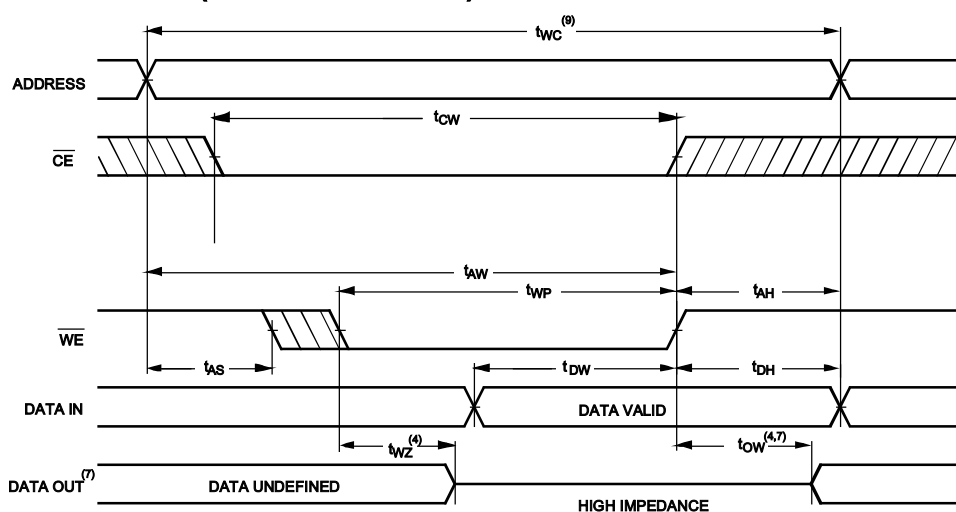 tWC(9)
ADDRESS
tCW
CE
tAW
tWP
tAH
WE
tAS
tDW
tDH
DATA IN
DATA VALID
tWZ(4)
tOW(4,7)
DATA OUT(7)
DATA UNDEFINED
HIGH IMPEDANCE